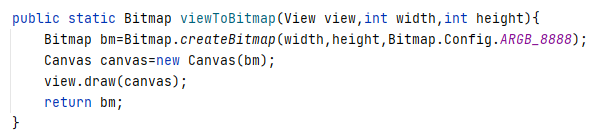 public static Bitmap viewToBitmap(View view,int width,int height){
    Bitmap bm=Bitmap.createBitmap(width,height,Bitmap.Config.ARGB_8888);
    Canvas canvas=new Canvas(bm);
    view.draw(canvas);
    return bm;
}